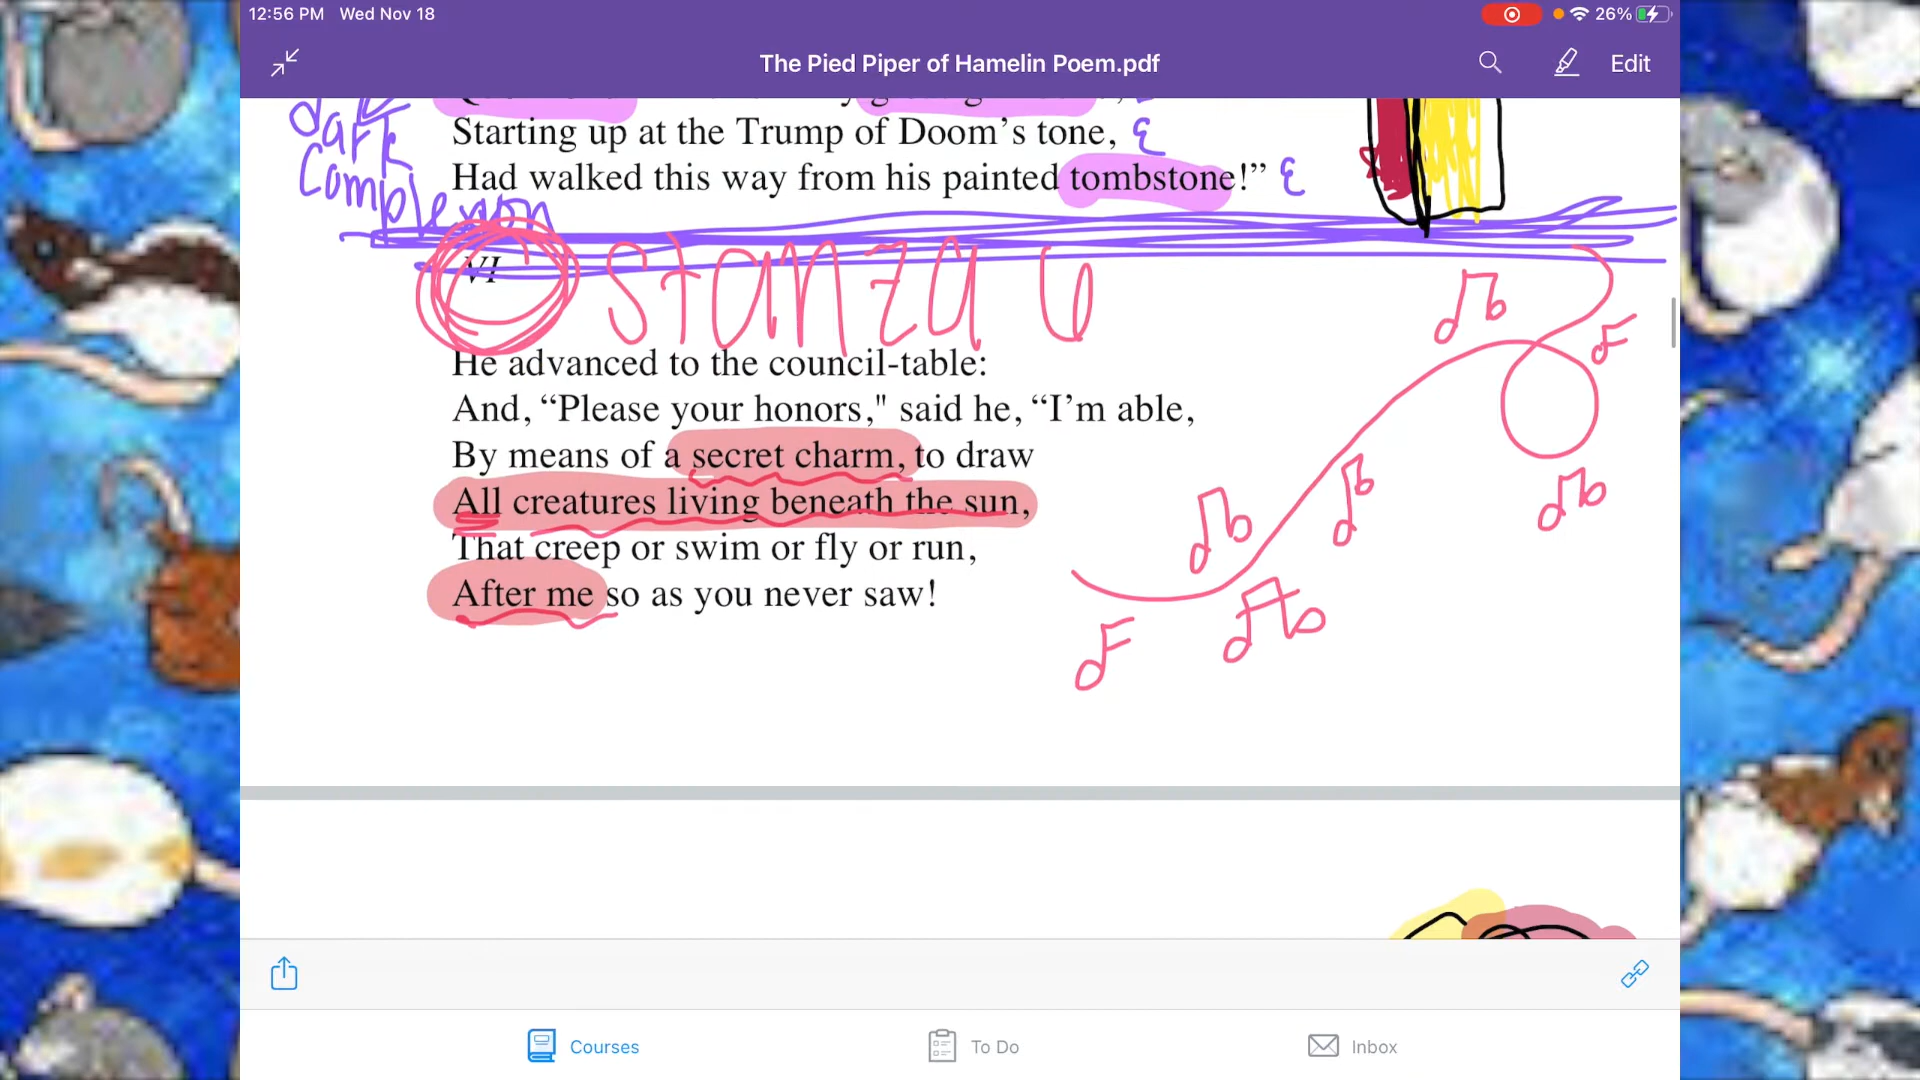 12:56 PM Wed Nov 18
26%
The Pied Piper of Hamelin Poem.pdf
Edit
dark
complexion
Starting up at the Trump of Doom’s tone, E
Had walked this way from his painted tombstone!” E
VI Stanza 6
He advanced to the council-table:
And, “Please your honors," said he, “I’m able,
By means of a secret charm, to draw
All creatures living beneath the sun,
That creep or swim or fly or run,
After me so as you never saw!
Courses
To Do
Inbox